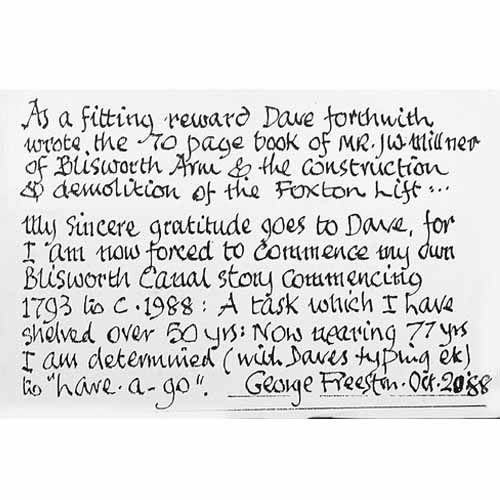 As a fitting reward Dave forthwith
wrote the 70 page book of MR. J.W. Millner
of Blisworth Arm & the construction
& demolition of the Foxton Lift...
My Sincere gratitude goes to Dave, for
I am now forced to commence my own
Blisworth Canal story commencing
1793 to C.1988: A task which I have
shelved over 50 yrs: Now nearing 77 yrs
I am determined (with Daves typing etc)
to "have-a-go". George Freeston. Oct. 20.88